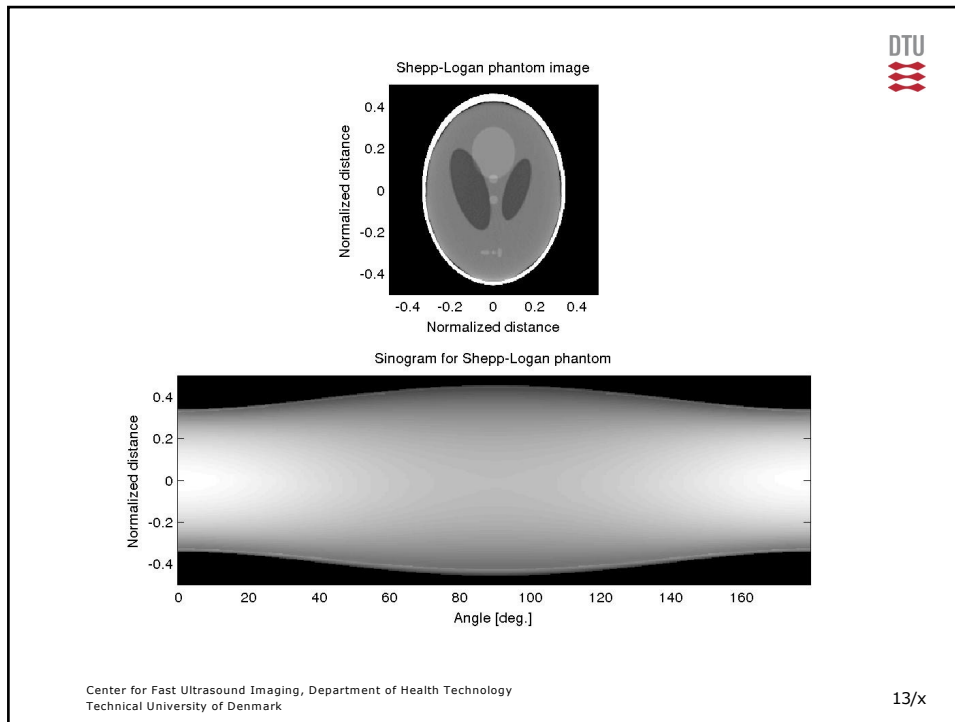 DTU
Shepp-Logan phantom image
Normalized distance
0.4
0.2
0
-0.2
-0.4
-0.4 -0.2 0 0.2 0.4
Normalized distance
Sinogram for Shepp-Logan phantom
Normalized distance
0.4
0.2
0
-0.2
-0.4
0 20 40 60 80 100 120 140 160
Angle [deg.]
Center for Fast Ultrasound Imaging, Department of Health Technology
Technical University of Denmark
13/x